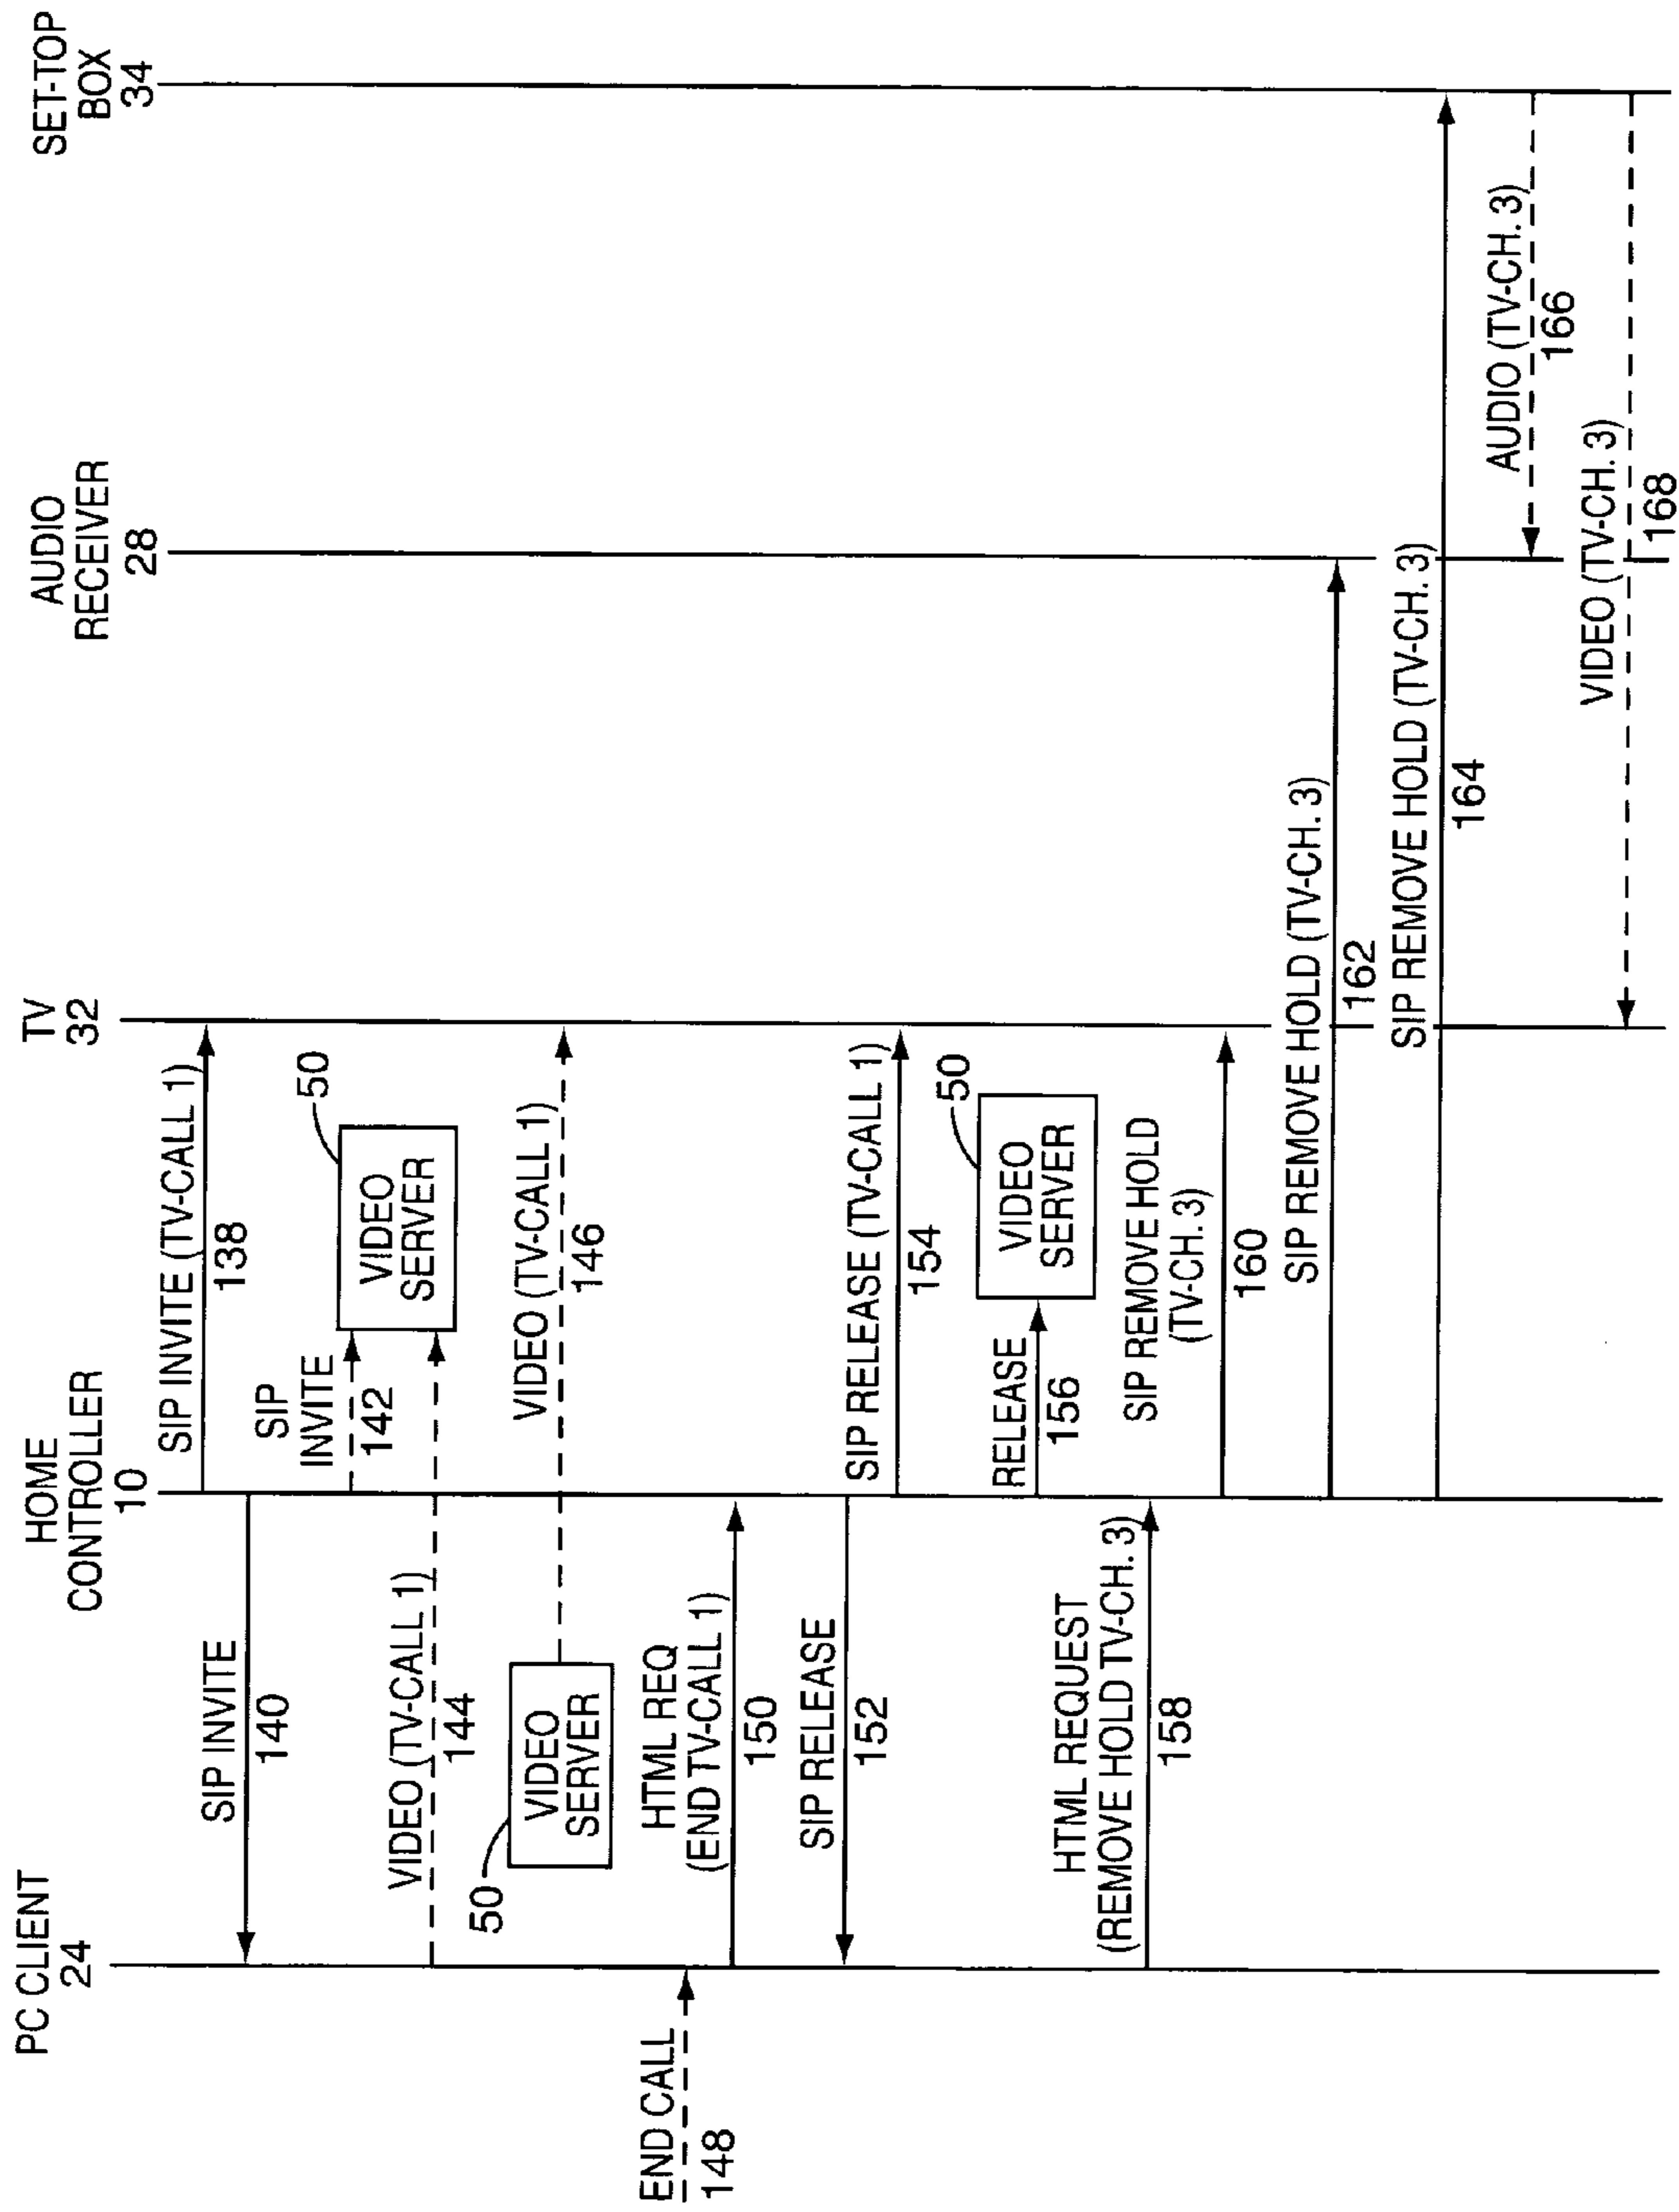 PC CLIENT
24
HOME
CONTROLLER
10
TV
32
AUDIO
RECEIVER
28
SET-TOP
BOX
34
SIP INVITE (TV-CALL 1)
138
SIP INVITE
140
SIP
INVITE
142
50
VIDEO
SERVER
VIDEO (TV-CALL 1)
144
VIDEO (TV-CALL 1)
146
50
VIDEO
SERVER
END CALL
148
HTML REQ
(END TV-CALL 1)
150
SIP RELEASE
152
SIP RELEASE (TV-CALL 1)
154
RELEASE
156
50
VIDEO
SERVER
HTML REQUEST
(REMOVE HOLD TV-CH. 3)
158
SIP REMOVE HOLD
(TV-CH. 3)
160
SIP REMOVE HOLD (TV-CH. 3)
162
SIP REMOVE HOLD (TV-CH. 3)
164
AUDIO (TV-CH. 3)
166
VIDEO (TV-CH. 3)
168